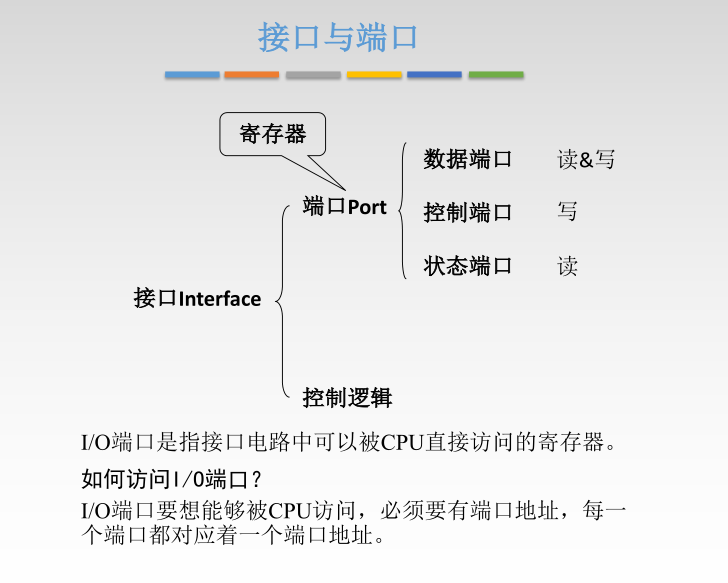 接口与端口
寄存器
数据端口 读&写
端口Port
控制端口 写
状态端口 读
接口Interface
控制逻辑
I/O端口是指接口电路中可以被CPU直接访问的寄存器。
如何访问I/O端口？
I/O端口要想能够被CPU访问，必须要有端口地址，每一
个端口都对应着一个端口地址。